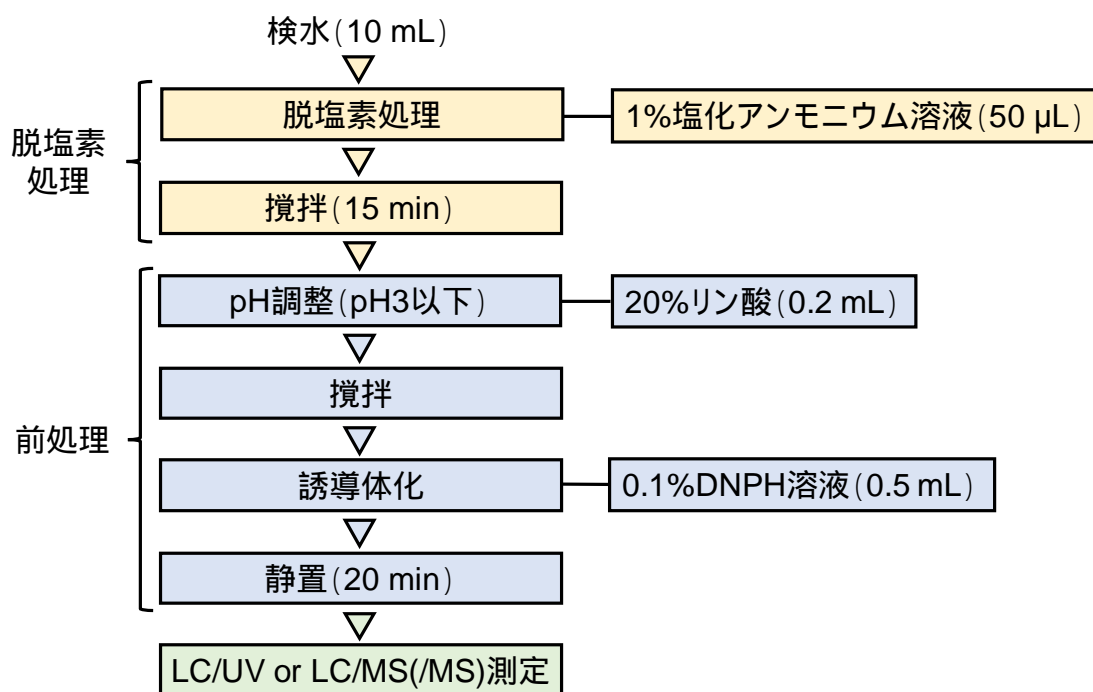 検水(10 mL)
脱塩素処理
1%塩化アンモニウム溶液(50 µL)
脱塩素
処理
撹拌(15 min)
pH調整(pH3以下)
20%リン酸(0.2 mL)
撹拌
前処理
誘導体化
0.1%DNPH溶液(0.5 mL)
静置(20 min)
LC/UV or LC/MS(/MS)測定